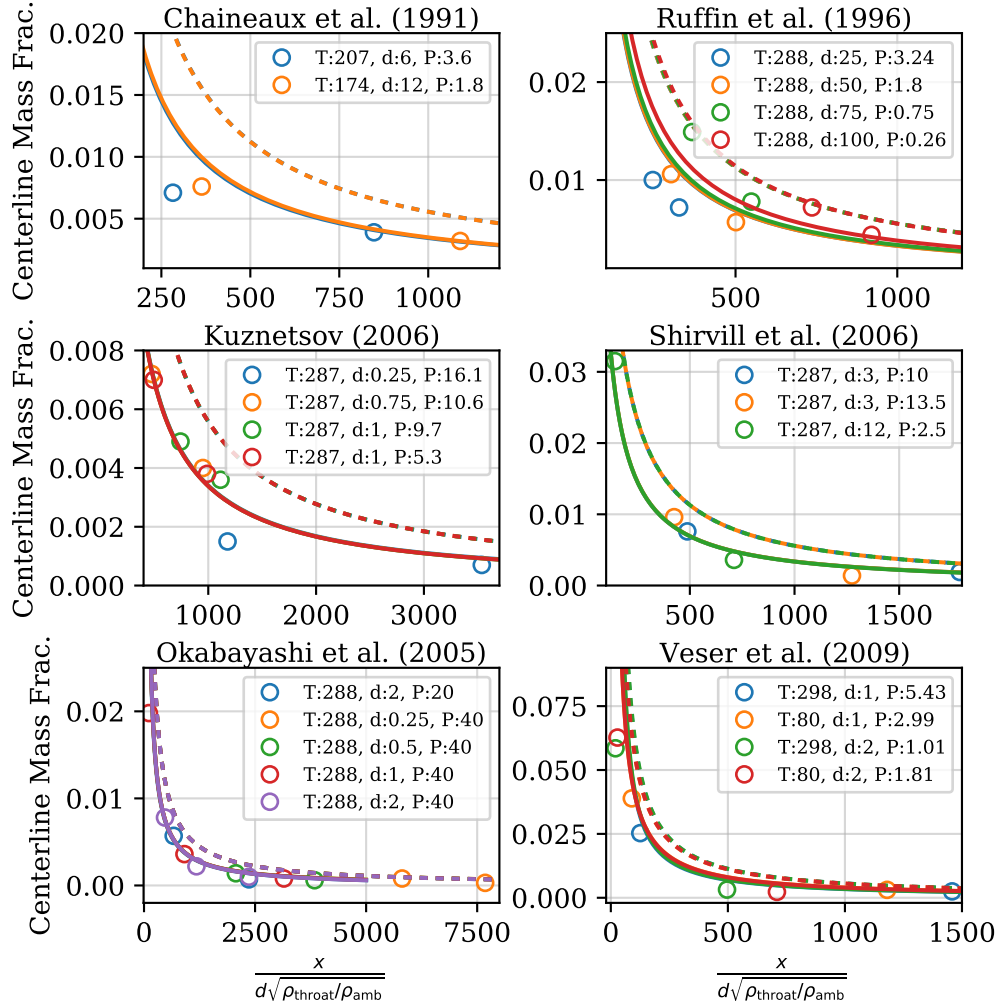 Chaineaux et al. (1991)
Centerline Mass Frac.
0.020
0.015
0.010
0.005
250
500
750
1000
T:207, d:6, P:3.6
T:174, d:12, P:1.8
Ruffin et al. (1996)
0.02
0.01
500
1000
T:288, d:25, P:3.24
T:288, d:50, P:1.8
T:288, d:75, P:0.75
T:288, d:100, P:0.26
Kuznetsov (2006)
Centerline Mass Frac.
0.008
0.006
0.004
0.002
0.000
1000
2000
3000
T:287, d:0.25, P:16.1
T:287, d:0.75, P:10.6
T:287, d:1, P:9.7
T:287, d:1, P:5.3
Shirvill et al. (2006)
0.03
0.02
0.01
0.00
500
1000
1500
T:287, d:3, P:10
T:287, d:3, P:13.5
T:287, d:12, P:2.5
Okabayashi et al. (2005)
Centerline Mass Frac.
0.02
0.01
0.00
0
2500
5000
7500
T:288, d:2, P:20
T:288, d:0.25, P:40
T:288, d:0.5, P:40
T:288, d:1, P:40
T:288, d:2, P:40
x
d√ρthroat/ρamb
Veser et al. (2009)
0.075
0.050
0.025
0.000
0
500
1000
1500
T:298, d:1, P:5.43
T:80, d:1, P:2.99
T:298, d:2, P:1.01
T:80, d:2, P:1.81
x
d√ρthroat/ρamb